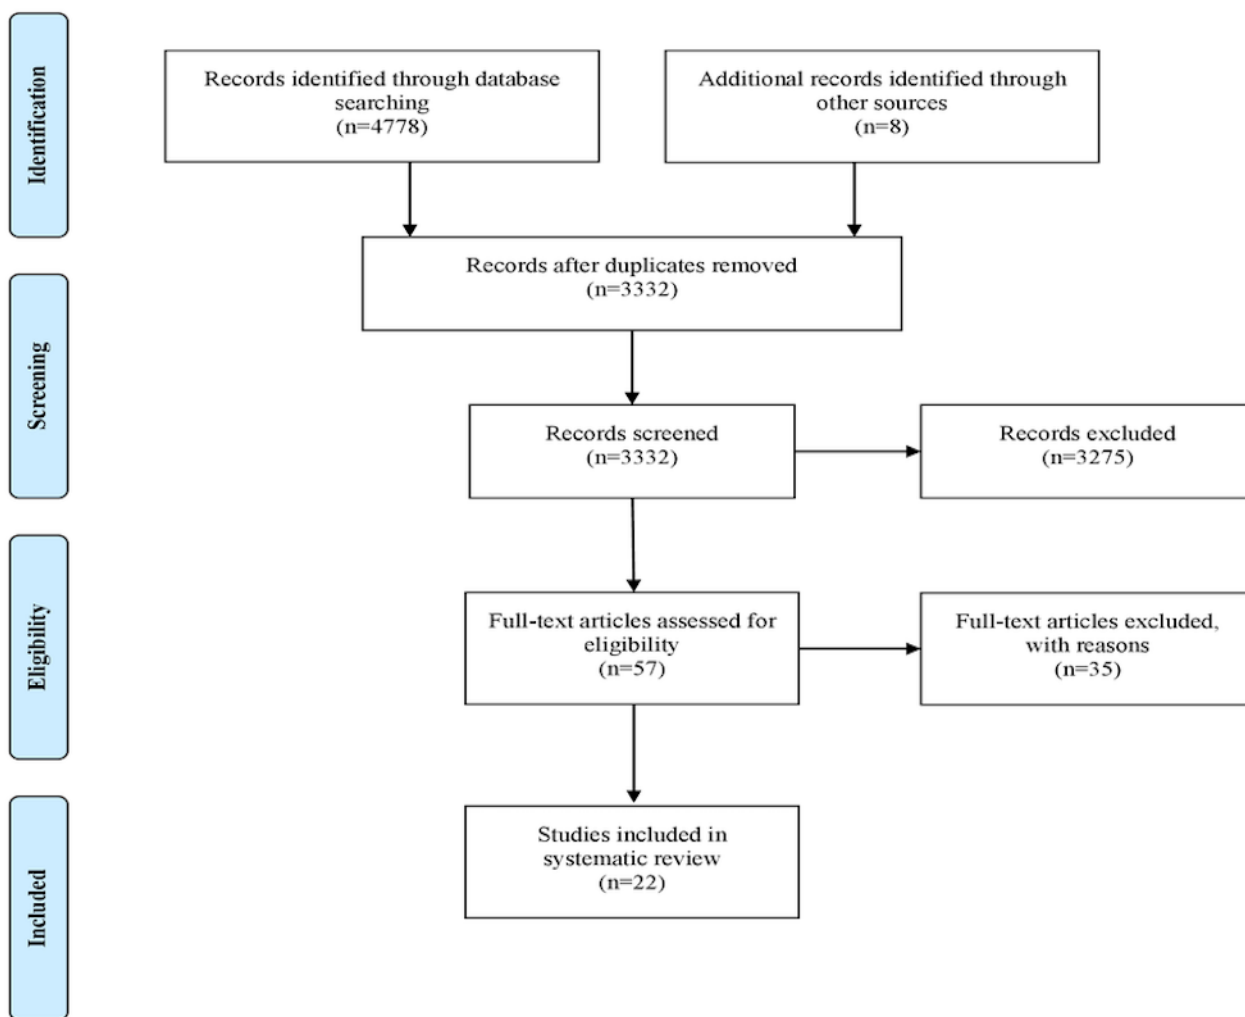 Identification
Records identified through database
searching
(n=4778)
Additional records identified through
other sources
(n=8)
Records after duplicates removed
(n=3332)
Screening
Records screened
(n=3332)
Records excluded
(n=3275)
Eligibility
Full-text articles assessed for
eligibility
(n=57)
Full-text articles excluded,
with reasons
(n=35)
Included
Studies included in
systematic review
(n=22)